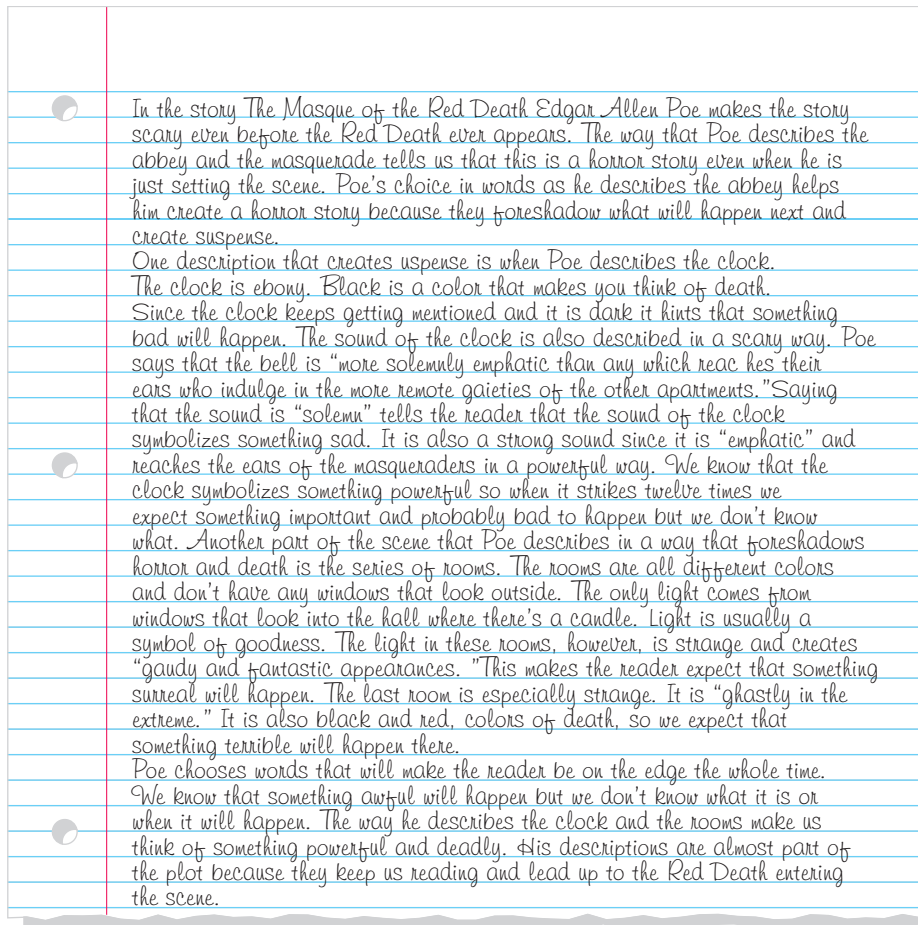 In the story The Masque of the Red Death Edgar Allen Poe makes the story
scary even before the Red Death ever appears. The way that Poe describes the
abbey and the masquerade tells us that this is a horror story even when he is
just setting the scene. Poe's choice in words as he describes the abbey helps
him create a horror story because they foreshadow what will happen next and
create suspense.
One description that creates uspense is when Poe describes the clock.
The clock is ebony. Black is a color that makes you think of death.
Since the clock keeps getting mentioned and it is dark it hints that something
bad will happen. The sound of the clock is also described in a scary way. Poe
says that the bell is “more solemnly emphatic than any which reac hes their
ears who indulge in the more remote gaieties of the other apartments.”Saying
that the sound is “solemn” tells the reader that the sound of the clock
symbolizes something sad. It is also a strong sound since it is “emphatic” and
reaches the ears of the masqueraders in a powerful way. We know that the
clock symbolizes something powerful so when it strikes twelve times we
expect something important and probably bad to happen but we don't know
what. Another part of the scene that Poe describes in a way that foreshadows
horror and death is the series of rooms. The rooms are all different colors
and don't have any windows that look outside. The only light comes from
windows that look into the hall where there's a candle. Light is usually a
symbol of goodness. The light in these rooms, however, is strange and creates
“gaudy and fantastic appearances. ”This makes the reader expect that something
surreal will happen. The last room is especially strange. It is “ghastly in the
extreme.” It is also black and red, colors of death, so we expect that
something terrible will happen there.
Poe chooses words that will make the reader be on the edge the whole time.
We know that something awful will happen but we don't know what it is or
when it will happen. The way he describes the clock and the rooms make us
think of something powerful and deadly. His descriptions are almost part of
the plot because they keep us reading and lead up to the Red Death entering
the scene.